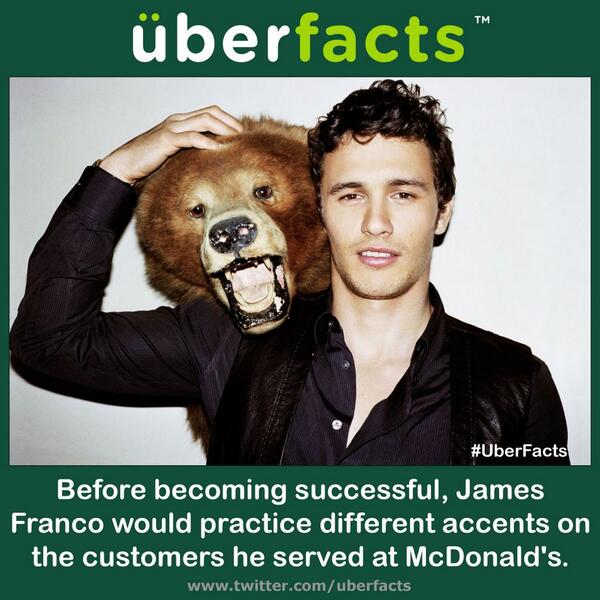 überfacts™
#UberFacts
Before becoming successful, James
Franco would practice different accents on
the customers he served at McDonald's.
www.twitter.com/uberfacts